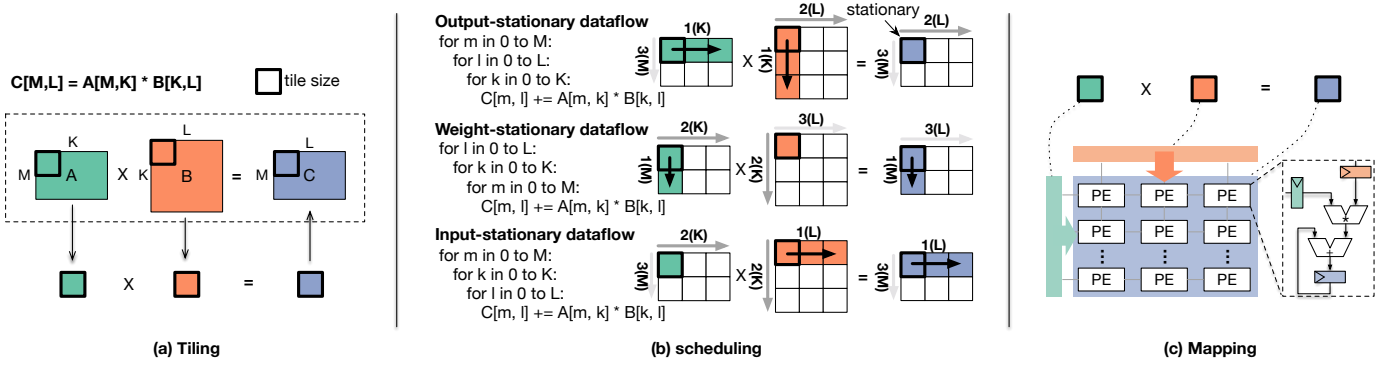 C[M,L] = A[M,K] * B[K,L]
tile size
K
L
L
M
A
X
K
B
=
M
C
X
=
(a) Tiling
Output-stationary dataflow
for m in 0 to M:
for l in 0 to L:
for k in 0 to K:
C[m, l] += A[m, k] * B[k, l]
1(K)
3(M)
X
2(L)
1(K)
=
stationary
2(L)
3(M)
Weight-stationary dataflow
for l in 0 to L:
for k in 0 to K:
for m in 0 to M:
C[m, l] += A[m, k] * B[k, l]
2(K)
1(M)
X
3(L)
2(K)
=
3(L)
1(M)
Input-stationary dataflow
for m in 0 to M:
for k in 0 to K:
for l in 0 to L:
C[m, l] += A[m, k] * B[k, l]
2(K)
3(M)
X
1(L)
2(K)
=
1(L)
3(M)
(b) scheduling
X
=
PE PE PE
PE PE PE
PE PE PE
*
+
(c) Mapping